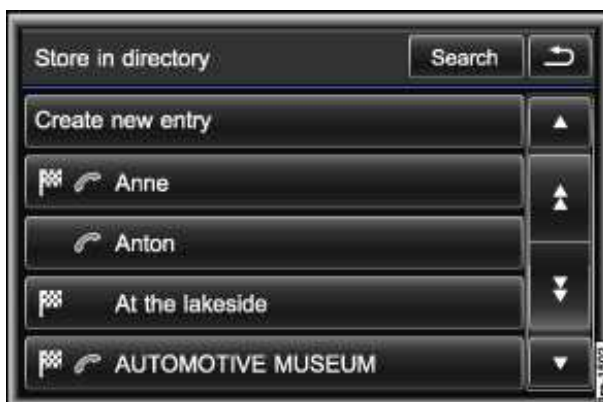 Store in directory Search
Create new entry
Anne
Anton
At the lakeside
AUTOMOTIVE MUSEUM